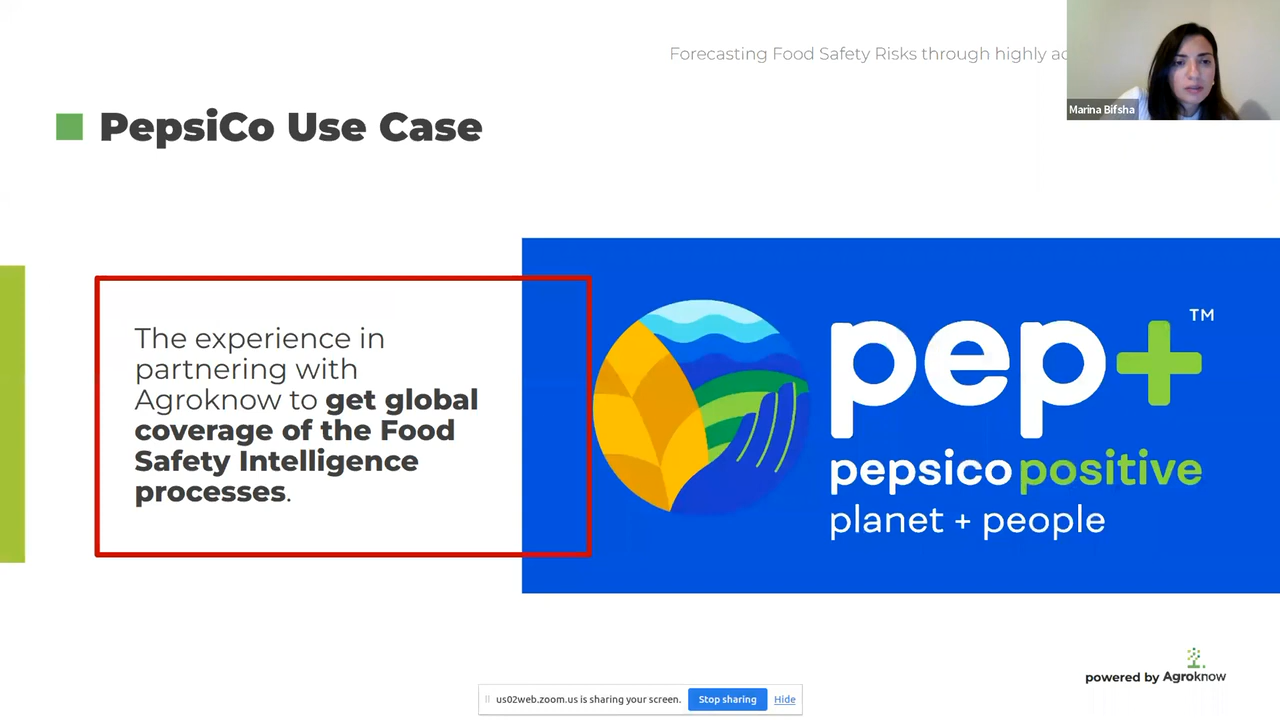 Forecasting Food Safety Risks through highly
Marina Bifsha
PepsiCo Use Case
The experience in
partnering with
Agroknow to get global
coverage of the Food
Safety Intelligence
processes.
pep+ TM
pepsico positive
planet + people
powered by Agroknow
us02web.zoom.us is sharing your screen. Stop sharing Hide